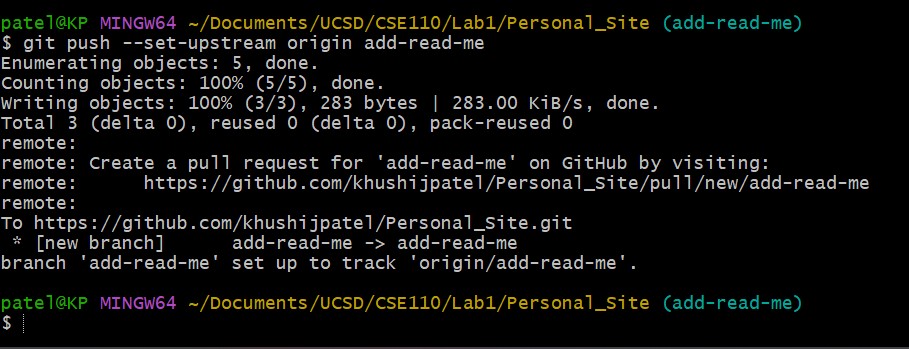 patel@KP MINGW64 ~/Documents/UCSD/CSE110/Lab1/Personal_Site (add-read-me)
$ git push --set-upstream origin add-read-me
Enumerating objects: 5, done.
Counting objects: 100% (5/5), done.
Writing objects: 100% (3/3), 283 bytes | 283.00 KiB/s, done.
Total 3 (delta 0), reused 0 (delta 0), pack-reused 0
remote:
remote: Create a pull request for 'add-read-me' on GitHub by visiting:
remote:      https://github.com/khushijpatel/Personal_Site/pull/new/add-read-me
remote:
To https://github.com/khushijpatel/Personal_Site.git
 * [new branch]      add-read-me -> add-read-me
branch 'add-read-me' set up to track 'origin/add-read-me'.
patel@KP MINGW64 ~/Documents/UCSD/CSE110/Lab1/Personal_Site (add-read-me)
$